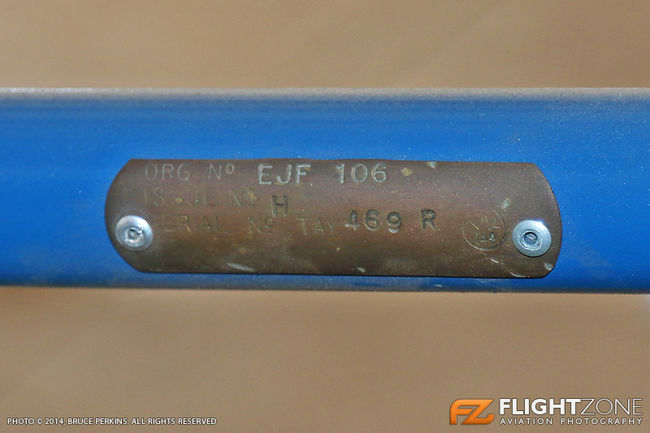 DRG Nº EJF 106
ISSUE Nº H
SERIAL Nº TAY 469 R
PHOTO © 2014, BRUCE PERKINS. ALL RIGHTS RESERVED
FZ FLIGHTZONE
AVIATION PHOTOGRAPHY